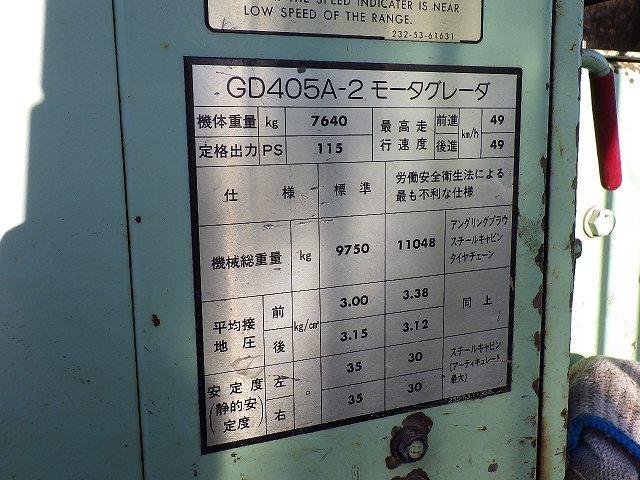 THE SPEED INDICATER IS NEAR
LOW SPEED OF THE RANGE.
232-53-61631
GD405A-2 モータグレーダ
機体重量 kg 7640 最高走行速度 前進 km/h 49
定格出力 PS 115 後進 49
仕様 標準 労働安全衛生法による
最も不利な仕様
機械総重量 kg 9750 11048 アングリングプラウ
スチールキャビン
タイヤチェーン
平均接地圧 前 kg/cm² 3.00 3.38 同上
後 3.15 3.12
安定度 左 ° 35 30 スチールキャビン
(静的安定度) 右 35 30 (アーティキュレート最大)